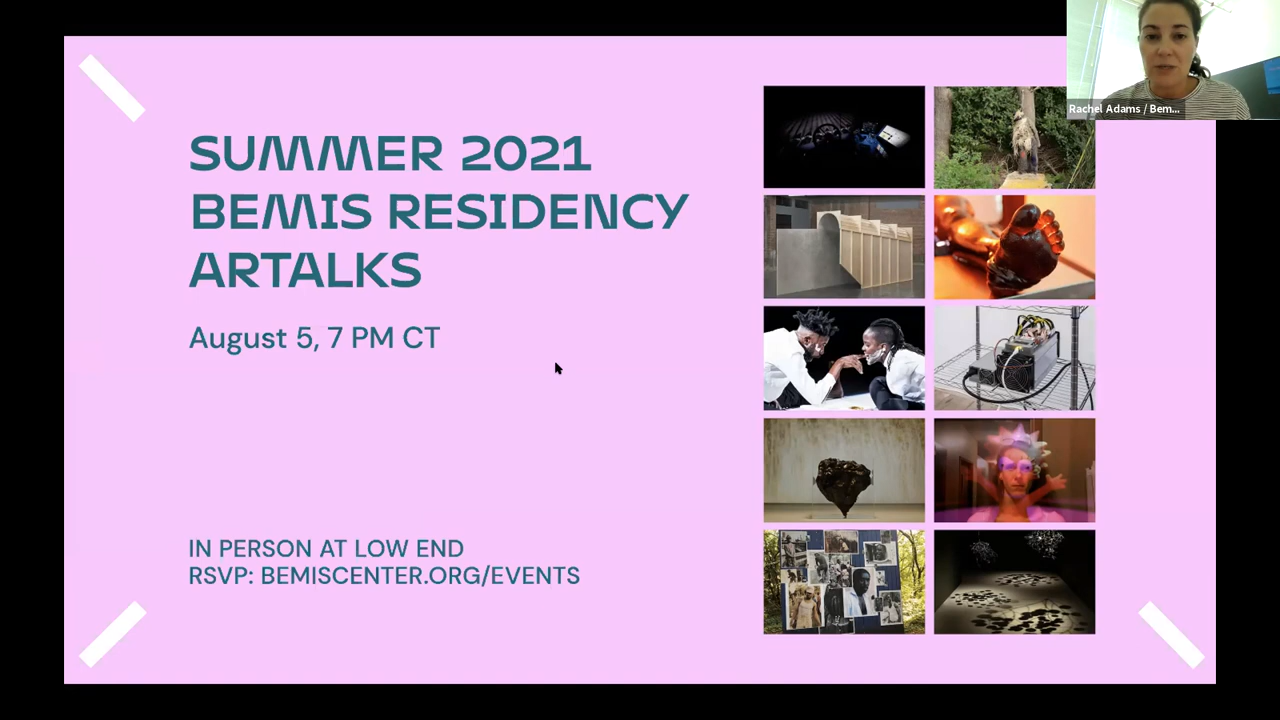 SUMMER 2021
BEMIS RESIDENCY
ARTALKS
August 5, 7 PM CT
IN PERSON AT LOW END
RSVP: BEMISCENTER.ORG/EVENTS
Rachel Adams / Bem...